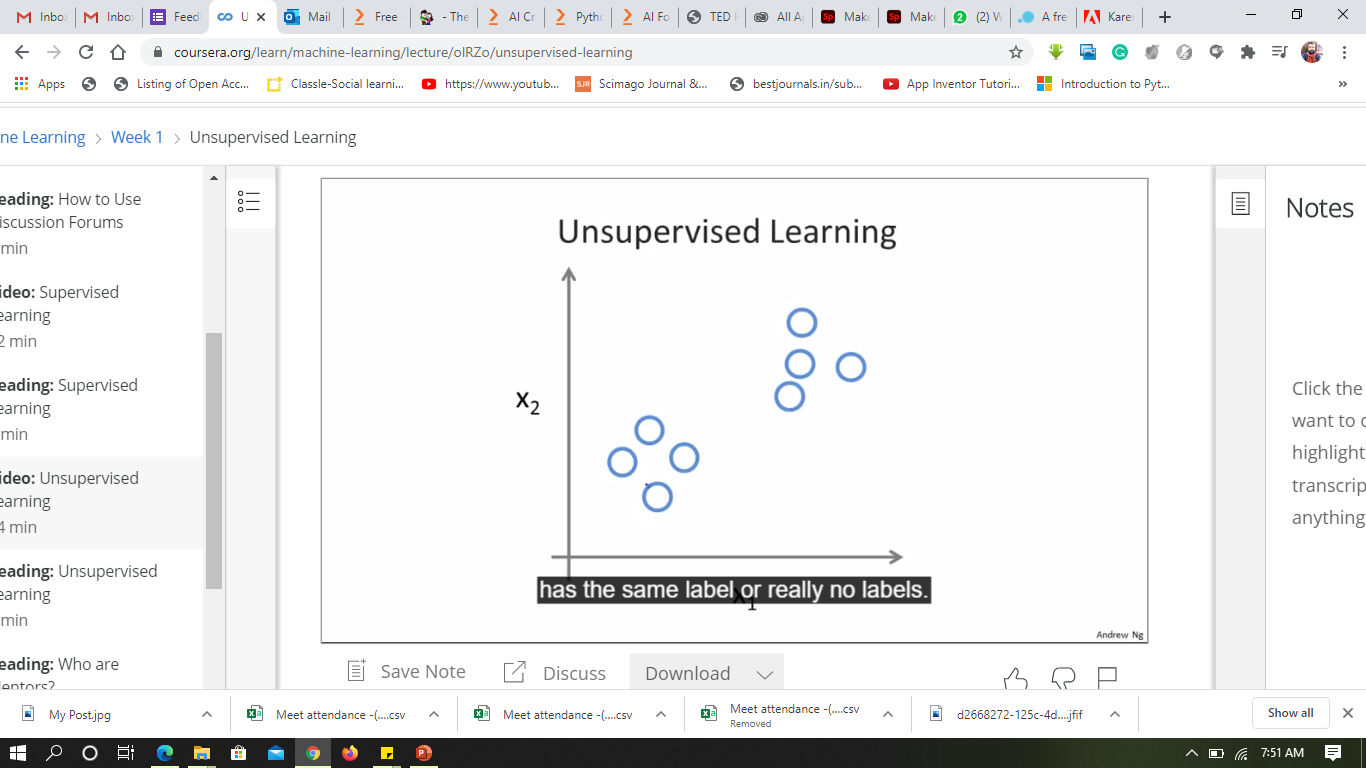 Inbo
Inbo
Feed
U
Mail
Free
- The
AI Cr
Pytho
AI Fo
TED
All A
Make
Make
(2) W
A fre
Kare
coursera.org/learn/machine-learning/lecture/olRZo/unsupervised-learning
Apps
Listing of Open Acc...
Classle-Social learni...
https://www.youtub...
SJR
Scimago Journal &...
bestjournals.in/sub...
App Inventor Tutori...
Introduction to Pyt...
»
ne Learning > Week 1 > Unsupervised Learning
eading: How to Use
iscussion Forums
min
ideo: Supervised
earning
2 min
eading: Supervised
earning
min
ideo: Unsupervised
earning
4 min
eading: Unsupervised
earning
min
eading: Who are
entors?
Unsupervised Learning
x2
x1
has the same label or really no labels.
Andrew Ng
Save Note
Discuss
Download
Notes
Click the
want to c
highlight
transcrip
anything
My Post.jpg
Meet attendance -(....csv
Meet attendance -(....csv
Meet attendance -(....csv
Removed
d2668272-125c-4d....jfif
Show all
7:51 AM